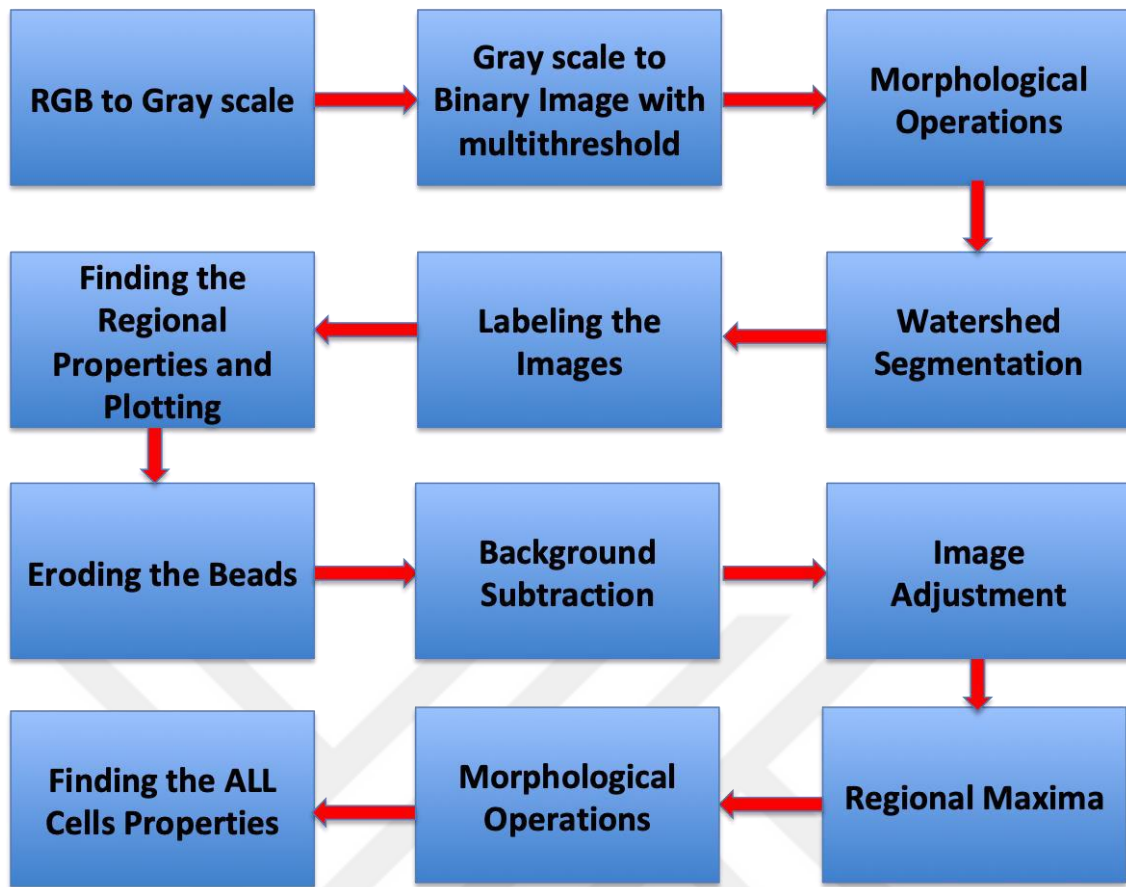 RGB to Gray scale
Gray scale to
Binary Image with
multithreshold
Morphological
Operations
Finding the
Regional
Properties and
Plotting
Labeling the
Images
Watershed
Segmentation
Eroding the Beads
Background
Subtraction
Image
Adjustment
Finding the ALL
Cells Properties
Morphological
Operations
Regional Maxima